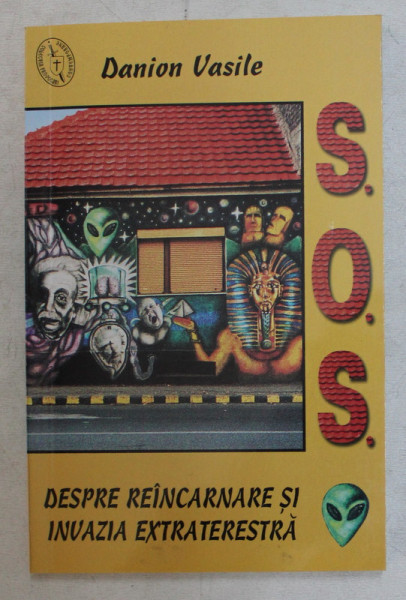 Danion Vasile
S.
O.
S.
DESPRE REÎNCARNARE ȘI
INVAZIA EXTRATERESTRĂ